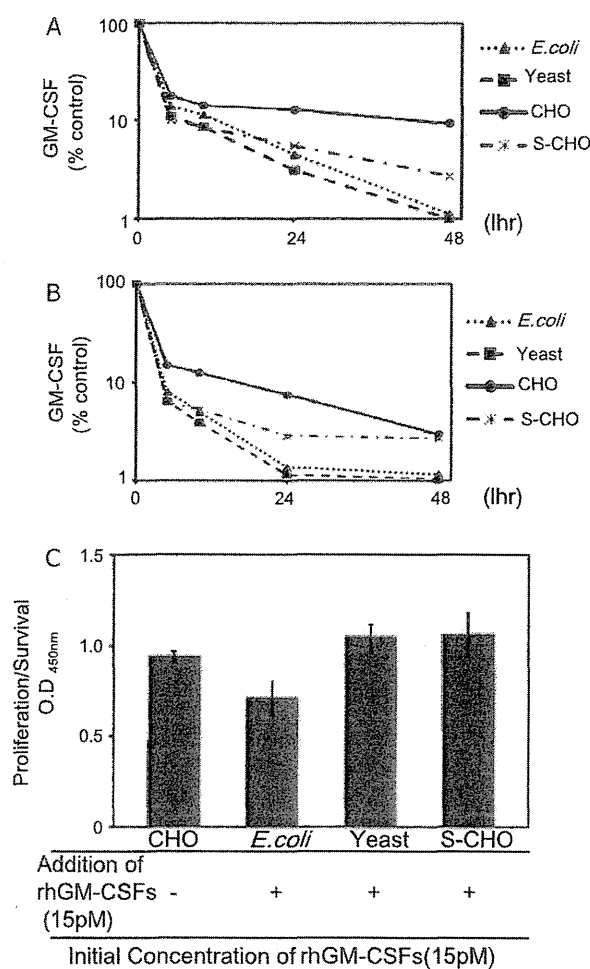 A
100
10
1
GM-CSF
(% control)
0
24
48
(lhr)
E.coli
Yeast
CHO
S-CHO
B
100
10
1
GM-CSF
(% control)
0
24
48
(lhr)
E.coli
Yeast
CHO
S-CHO
C
1.5
1.0
0.5
0
Proliferation/Survival
O.D 450nm
CHO E.coli Yeast S-CHO
Addition of
rhGM-CSFs - + + +
(15pM)
Initial Concentration of rhGM-CSFs(15pM)